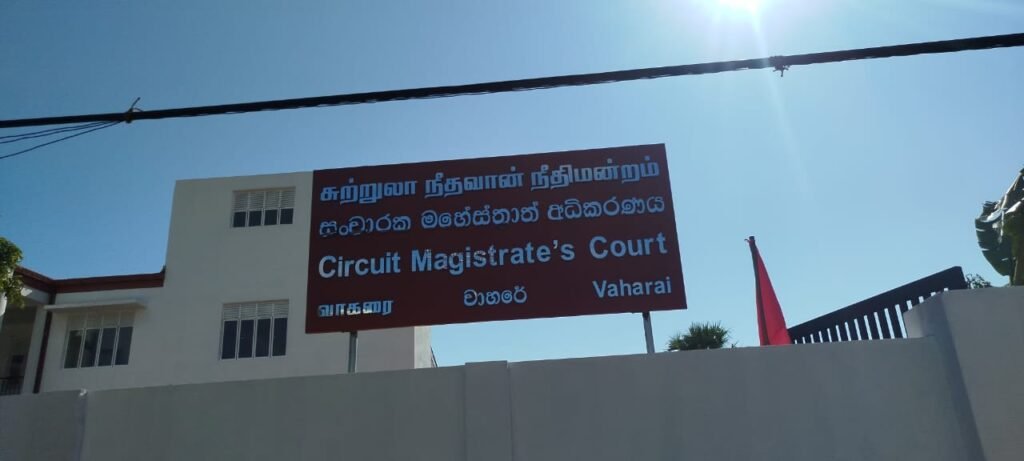 சுற்றுலா நீதவான் நீதிமன்றம்
සංචාරක මහේස්ත්‍රාත් අධිකරණය
Circuit Magistrate's Court
வாகரை වාහරේ Vaharai